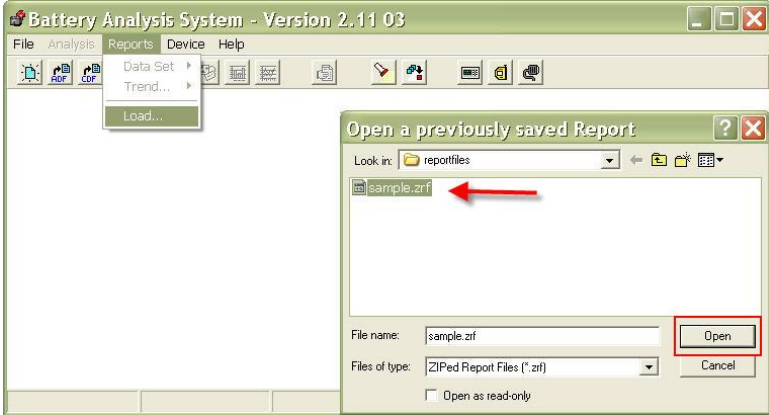 Battery Analysis System - Version 2.11 03
File Analysis Reports Device Help
ADF CDF
Data Set
Trend...
Load...
Open a previously saved Report
Look in: reportfiles
sample.zrf
File name: sample.zrf Open
Files of type: ZIPed Report Files (*.zrf) Cancel
Open as read-only